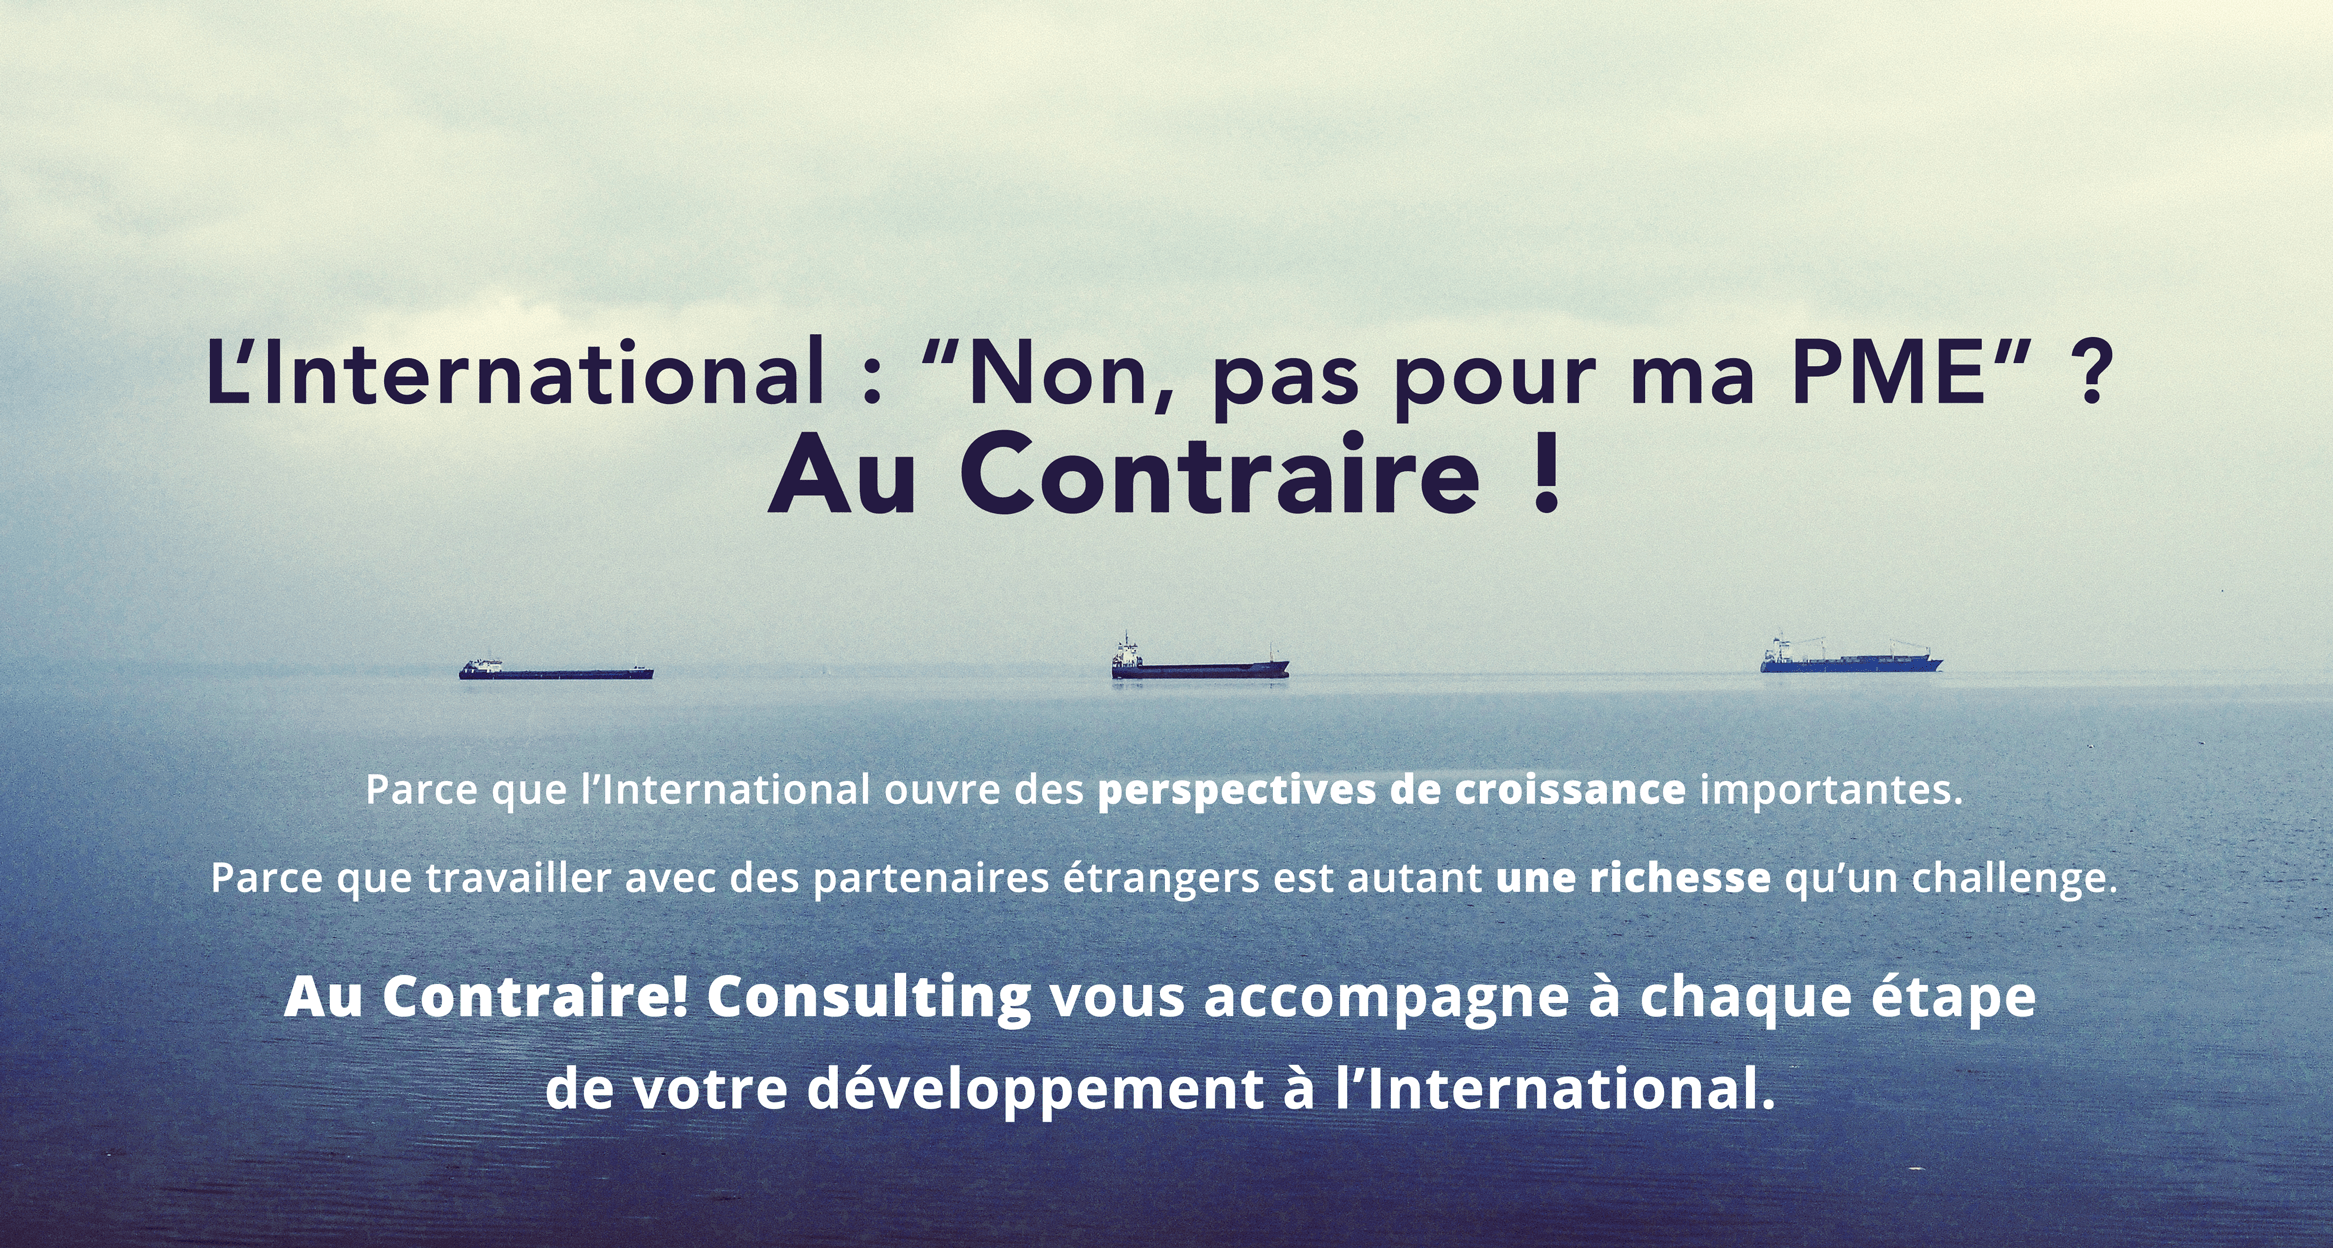 L’International : “Non, pas pour ma PME” ?
Au Contraire !
Parce que l’International ouvre des perspectives de croissance importantes.
Parce que travailler avec des partenaires étrangers est autant une richesse qu’un challenge.
Au Contraire! Consulting vous accompagne à chaque étape
de votre développement à l’International.